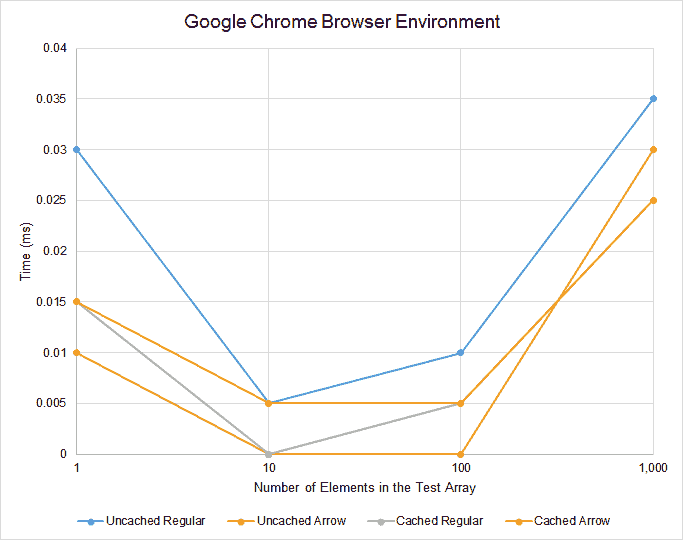 Google Chrome Browser Environment
0.04
0.035
0.03
0.025
0.02
0.015
0.01
0.005
0
Time (ms)
1 10 100 1,000
Number of Elements in the Test Array
Uncached Regular Uncached Arrow Cached Regular Cached Arrow